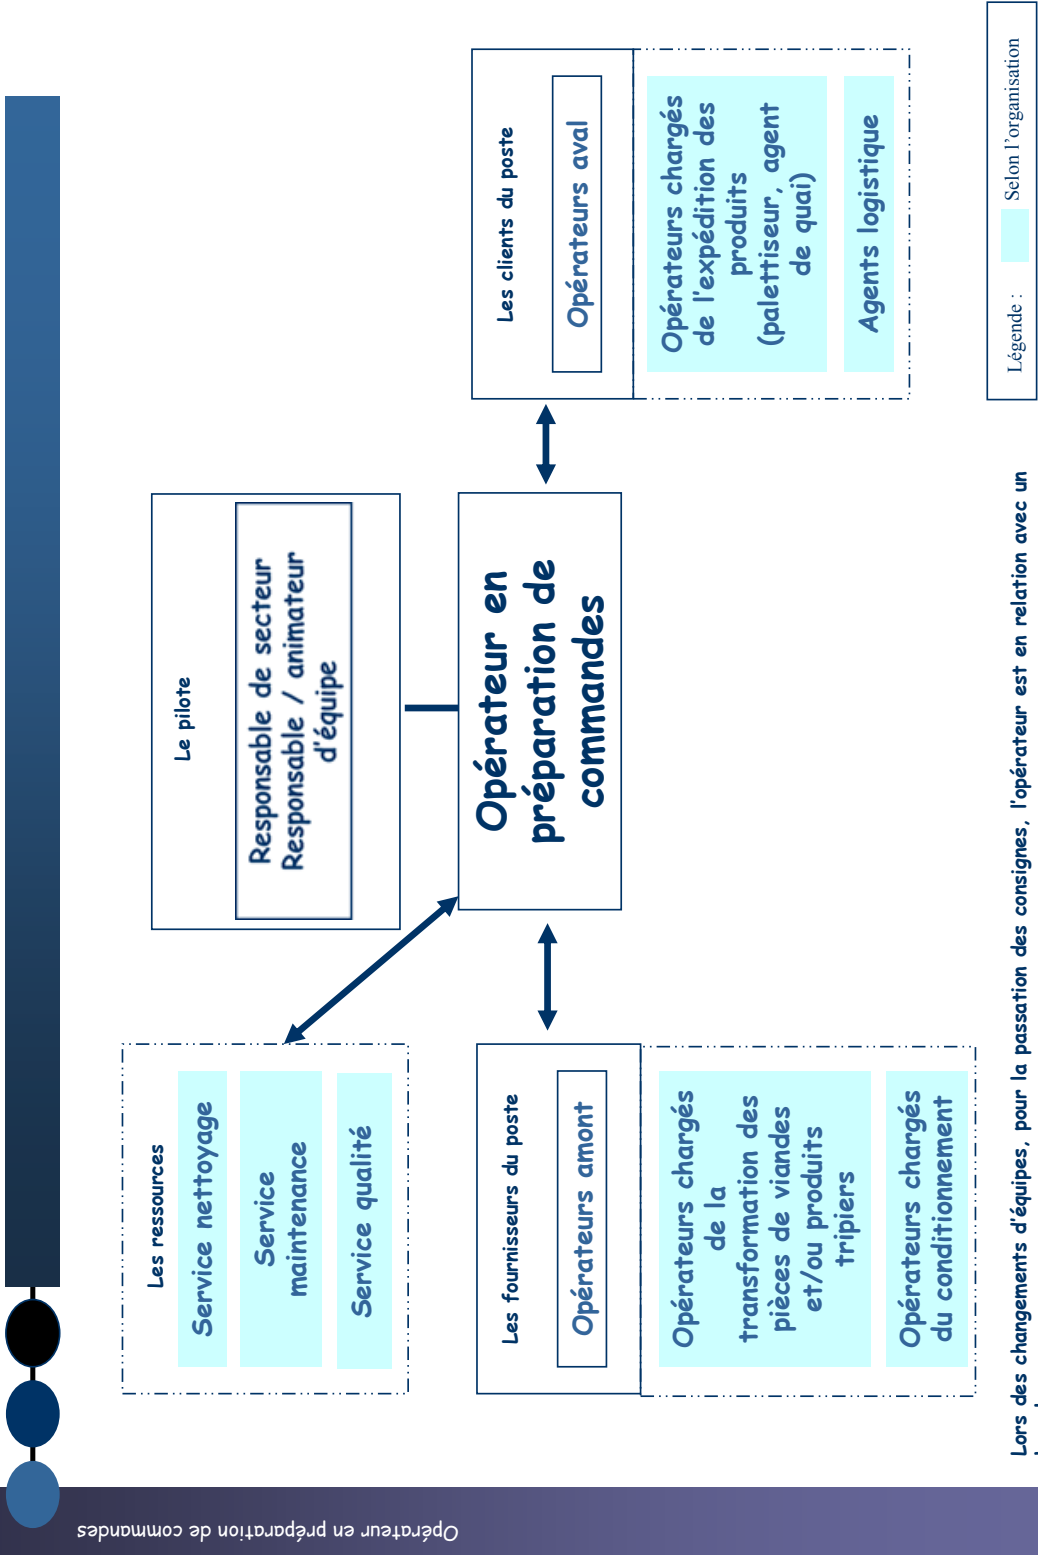 Opérateur en préparation de commandes
Les ressources
Service nettoyage
Service
maintenance
Service qualité
Le pilote
Responsable de secteur
Responsable / animateur
d'équipe
Opérateur en
préparation de
commandes
Les fournisseurs du poste
Opérateurs amont
Opérateurs chargés
de la
transformation des
pièces de viandes
et/ou produits
tripiers
Opérateurs chargés
du conditionnement
Les clients du poste
Opérateurs aval
Opérateurs chargés
de l'expédition des
produits
(palettiseur, agent
de quai)
Agents logistique
Lors des changements d'équipes, pour la passation des consignes, l'opérateur est en relation avec un
Légende :
Selon l'organisation